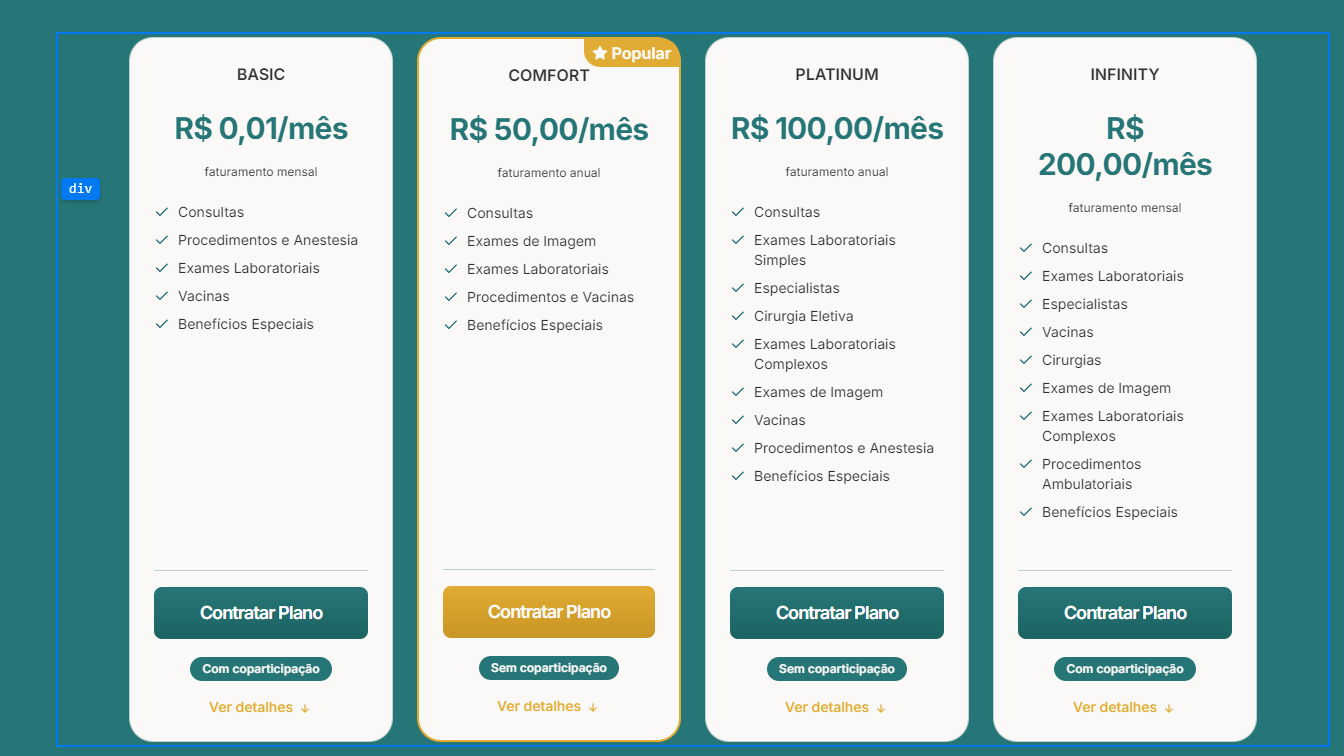 div
BASIC
R$ 0,01/mês
faturamento mensal
Consultas
Procedimentos e Anestesia
Exames Laboratoriais
Vacinas
Benefícios Especiais
Contratar Plano
Com coparticipação
Ver detalhes ↓
Popular
COMFORT
R$ 50,00/mês
faturamento anual
Consultas
Exames de Imagem
Exames Laboratoriais
Procedimentos e Vacinas
Benefícios Especiais
Contratar Plano
Sem coparticipação
Ver detalhes ↓
PLATINUM
R$ 100,00/mês
faturamento anual
Consultas
Exames Laboratoriais
Simples
Especialistas
Cirurgia Eletiva
Exames Laboratoriais
Complexos
Exames de Imagem
Vacinas
Procedimentos e Anestesia
Benefícios Especiais
Contratar Plano
Sem coparticipação
Ver detalhes ↓
INFINITY
R$
200,00/mês
faturamento mensal
Consultas
Exames Laboratoriais
Especialistas
Vacinas
Cirurgias
Exames de Imagem
Exames Laboratoriais
Complexos
Procedimentos
Ambulatoriais
Benefícios Especiais
Contratar Plano
Com coparticipação
Ver detalhes ↓